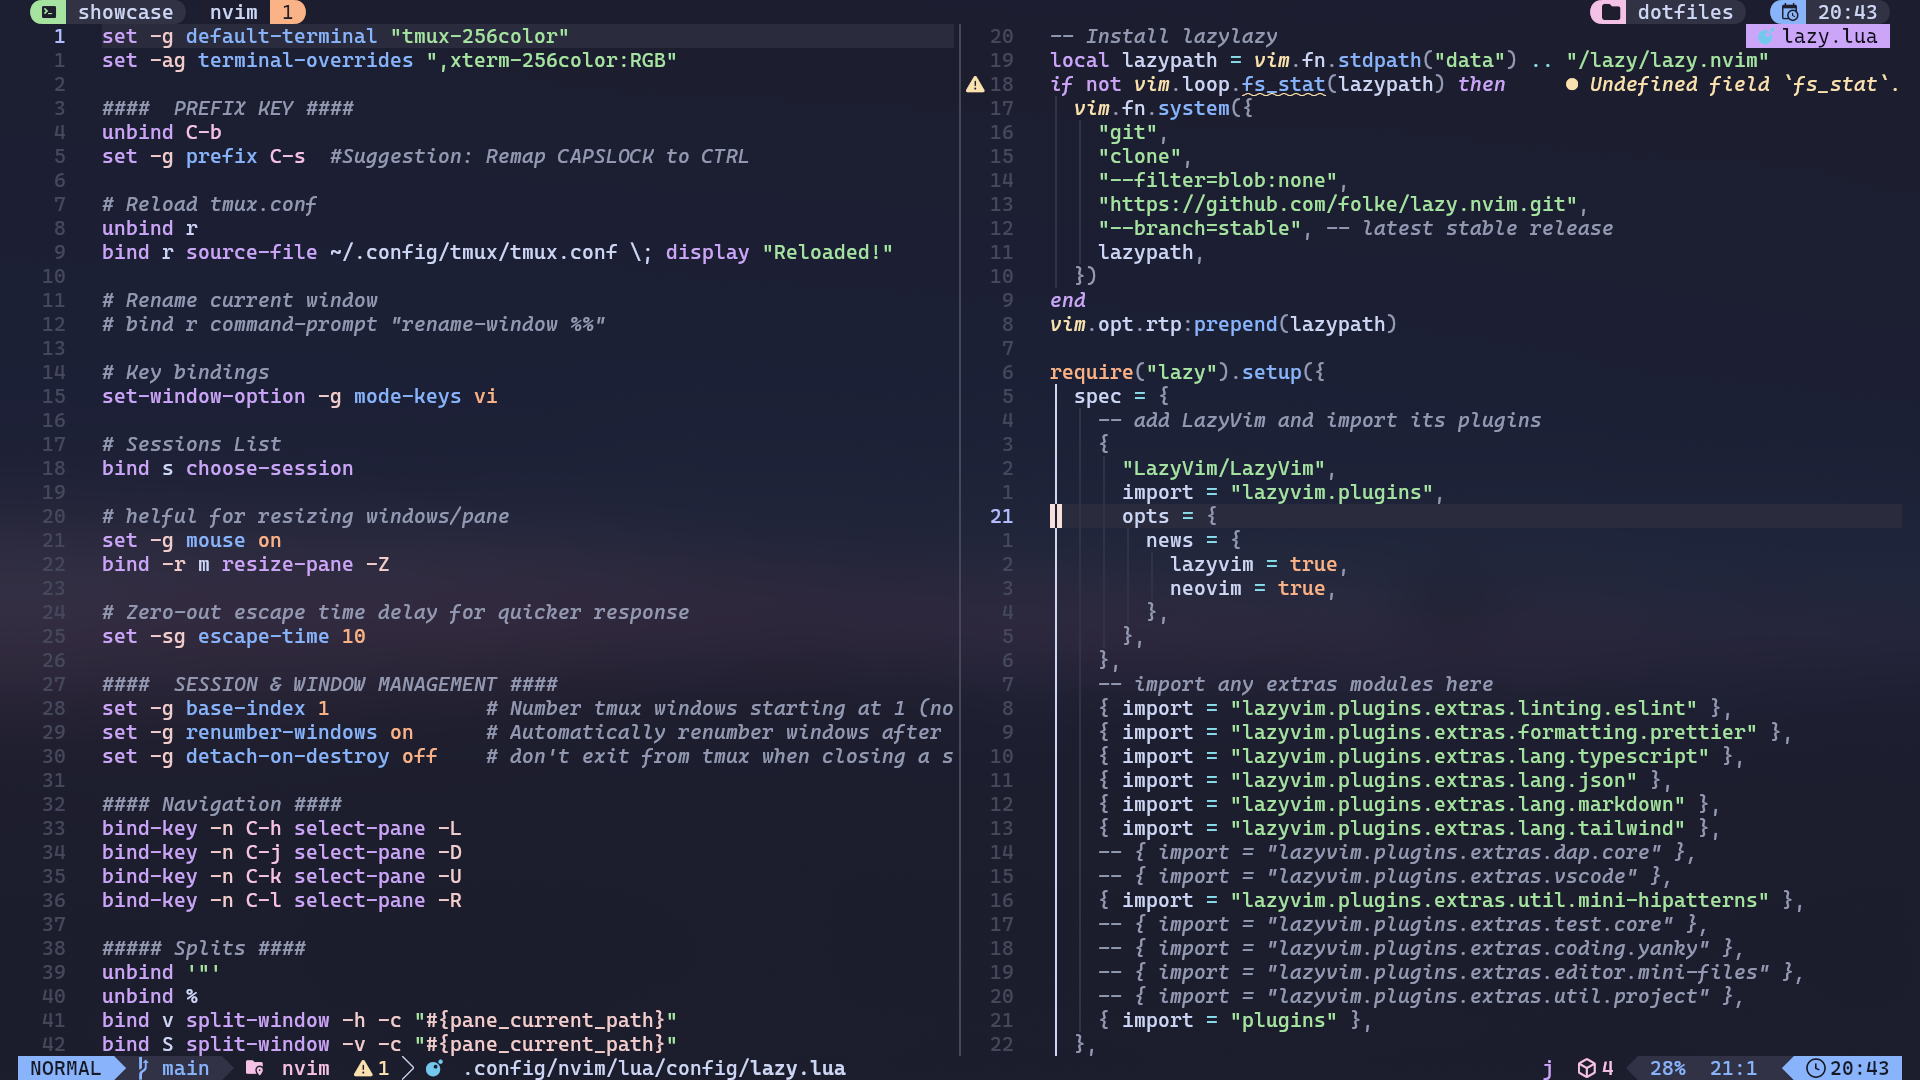 showcase nvim 1 dotfiles 20:43
1 set -g default-terminal "tmux-256color"
1 set -ag terminal-overrides ",xterm-256color:RGB"
2
3 #### PREFIX KEY ####
4 unbind C-b
5 set -g prefix C-s #Suggestion: Remap CAPSLOCK to CTRL
6
7 # Reload tmux.conf
8 unbind r
9 bind r source-file ~/.config/tmux/tmux.conf \; display "Reloaded!"
10
11 # Rename current window
12 # bind r command-prompt "rename-window %%"
13
14 # Key bindings
15 set-window-option -g mode-keys vi
16
17 # Sessions List
18 bind s choose-session
19
20 # helful for resizing windows/pane
21 set -g mouse on
22 bind -r m resize-pane -Z
23
24 # Zero-out escape time delay for quicker response
25 set -sg escape-time 10
26
27 #### SESSION & WINDOW MANAGEMENT ####
28 set -g base-index 1 # Number tmux windows starting at 1 (no
29 set -g renumber-windows on # Automatically renumber windows after
30 set -g detach-on-destroy off # don't exit from tmux when closing a s
31
32 #### Navigation ####
33 bind-key -n C-h select-pane -L
34 bind-key -n C-j select-pane -D
35 bind-key -n C-k select-pane -U
36 bind-key -n C-l select-pane -R
37
38 ##### Splits ####
39 unbind '"'
40 unbind %
41 bind v split-window -h -c "#{pane_current_path}"
42 bind S split-window -v -c "#{pane_current_path}"
20 -- Install lazylazy lazy.lua
19 local lazypath = vim.fn.stdpath("data") .. "/lazy/lazy.nvim"
18 if not vim.loop.fs_stat(lazypath) then ● Undefined field `fs_stat`.
17 vim.fn.system({
16 "git",
15 "clone",
14 "--filter=blob:none",
13 "https://github.com/folke/lazy.nvim.git",
12 "--branch=stable", -- latest stable release
11 lazypath,
10 })
9 end
8 vim.opt.rtp:prepend(lazypath)
7
6 require("lazy").setup({
5 spec = {
4 -- add LazyVim and import its plugins
3 {
2 "LazyVim/LazyVim",
1 import = "lazyvim.plugins",
21 opts = {
1 news = {
2 lazyvim = true,
3 neovim = true,
4 },
5 },
6 },
7 -- import any extras modules here
8 { import = "lazyvim.plugins.extras.linting.eslint" },
9 { import = "lazyvim.plugins.extras.formatting.prettier" },
10 { import = "lazyvim.plugins.extras.lang.typescript" },
11 { import = "lazyvim.plugins.extras.lang.json" },
12 { import = "lazyvim.plugins.extras.lang.markdown" },
13 { import = "lazyvim.plugins.extras.lang.tailwind" },
14 -- { import = "lazyvim.plugins.extras.dap.core" },
15 -- { import = "lazyvim.plugins.extras.vscode" },
16 { import = "lazyvim.plugins.extras.util.mini-hipatterns" },
17 -- { import = "lazyvim.plugins.extras.test.core" },
18 -- { import = "lazyvim.plugins.extras.coding.yanky" },
19 -- { import = "lazyvim.plugins.extras.editor.mini-files" },
20 -- { import = "lazyvim.plugins.extras.util.project" },
21 { import = "plugins" },
22 },
NORMAL main nvim 1 .config/nvim/lua/config/lazy.lua j 4 28% 21:1 20:43